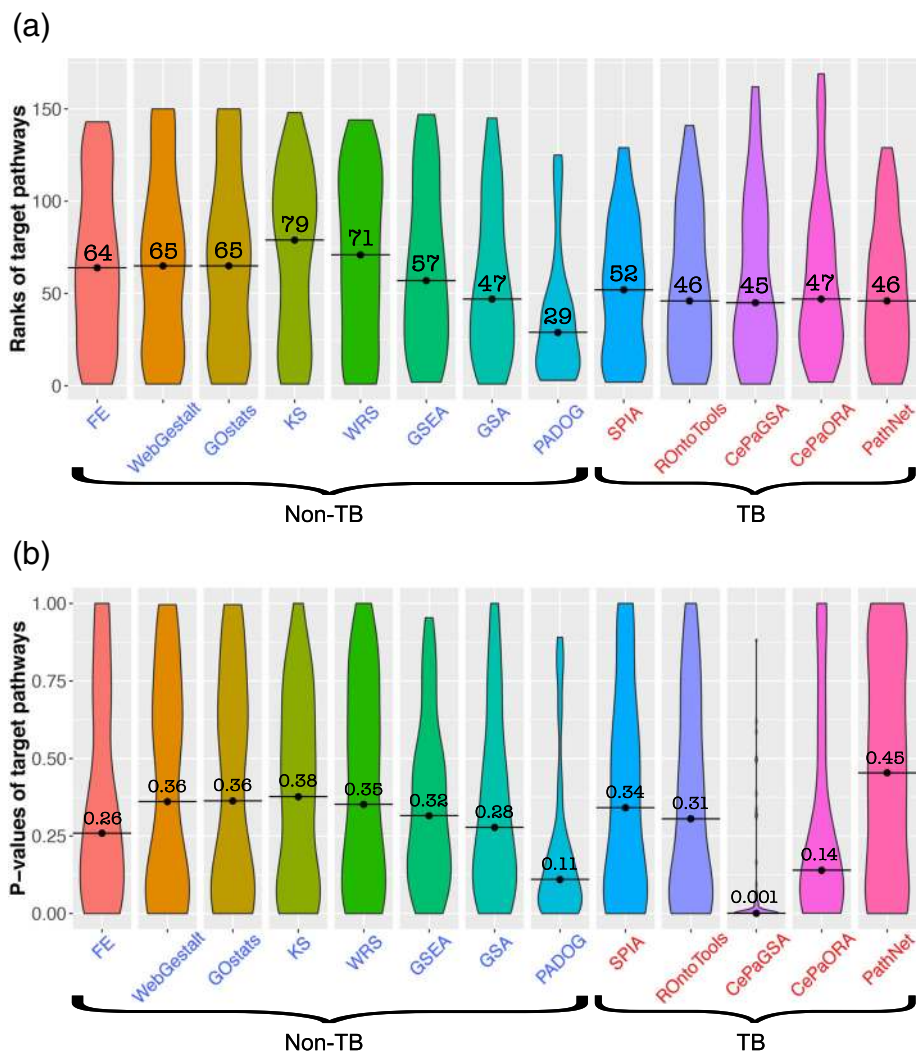 (a)
Ranks of target pathways
150
100
50
0
64
65
65
79
71
57
47
29
52
46
45
47
46
FE
WebGestalt
GOstats
KS
WRS
GSEA
GSA
PADOG
SPIA
ROntoTools
CePaGSA
CePaORA
PathNet
Non-TB
TB
(b)
P-values of target pathways
1.00
0.75
0.50
0.25
0.00
0.26
0.36
0.36
0.38
0.35
0.32
0.28
0.11
0.34
0.31
0.001
0.14
0.45
FE
WebGestalt
GOstats
KS
WRS
GSEA
GSA
PADOG
SPIA
ROntoTools
CePaGSA
CePaORA
PathNet
Non-TB
TB